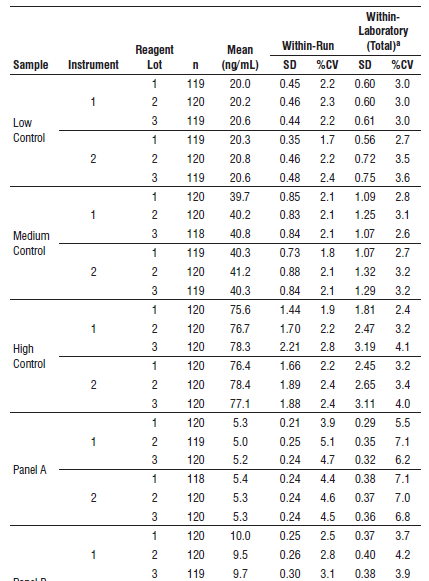 Within-
Laboratory
(Total)ª
Within-Run
Reagent
Lot
Mean
(ng/mL)
Sample Instrument n SD %CV SD %CV
1 119 20.0 0.45 2.2 0.60 3.0
1 2 120 20.2 0.46 2.3 0.60 3.0
Low
Control
3 119 20.6 0.44 2.2 0.61 3.0
1 119 20.3 0.35 1.7 0.56 2.7
2 2 120 20.8 0.46 2.2 0.72 3.5
3 119 20.6 0.48 2.4 0.75 3.6
1 120 39.7 0.85 2.1 1.09 2.8
1 2 120 40.2 0.83 2.1 1.25 3.1
Medium
Control
3 118 40.8 0.84 2.1 1.07 2.6
1 119 40.3 0.73 1.8 1.07 2.7
2 2 120 41.2 0.88 2.1 1.32 3.2
3 119 40.3 0.84 2.1 1.29 3.2
1 120 75.6 1.44 1.9 1.81 2.4
1 2 120 76.7 1.70 2.2 2.47 3.2
High
Control
3 120 78.3 2.21 2.8 3.19 4.1
1 120 76.4 1.66 2.2 2.45 3.2
2 2 120 78.4 1.89 2.4 2.65 3.4
3 120 77.1 1.88 2.4 3.11 4.0
1 120 5.3 0.21 3.9 0.29 5.5
1 2 119 5.0 0.25 5.1 0.35 7.1
Panel A
3 120 5.2 0.24 4.7 0.32 6.2
1 118 5.4 0.24 4.4 0.38 7.1
2 2 120 5.3 0.24 4.6 0.37 7.0
3 120 5.3 0.24 4.5 0.36 6.8
1 120 10.0 0.25 2.5 0.37 3.7
1 2 120 9.5 0.26 2.8 0.40 4.2
3 119 9.7 0.30 3.1 0.38 3.9